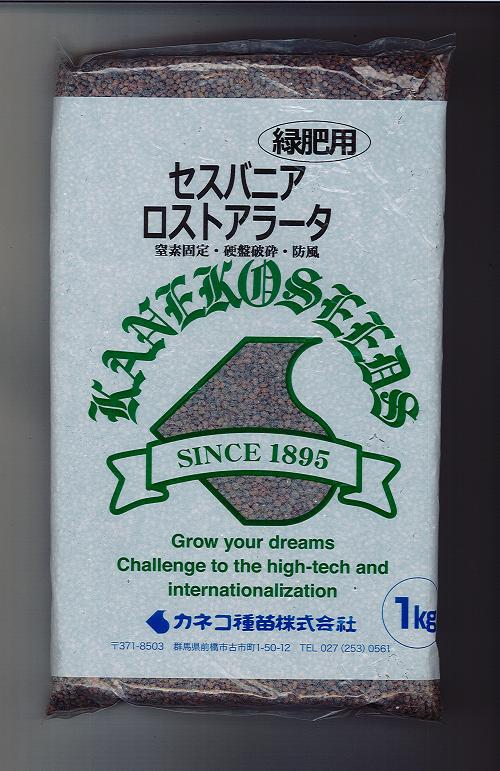 緑肥用
セスバニア
ロストアラータ
窒素固定・硬盤破砕・防風
KANEKO SEEDS
SINCE 1895
Grow your dreams
Challenge to the high-tech and
internationalization
1kg
カネコ種苗株式会社
〒371-8503 群馬県前橋市古市町1-50-12 TEL 027 (253) 0561